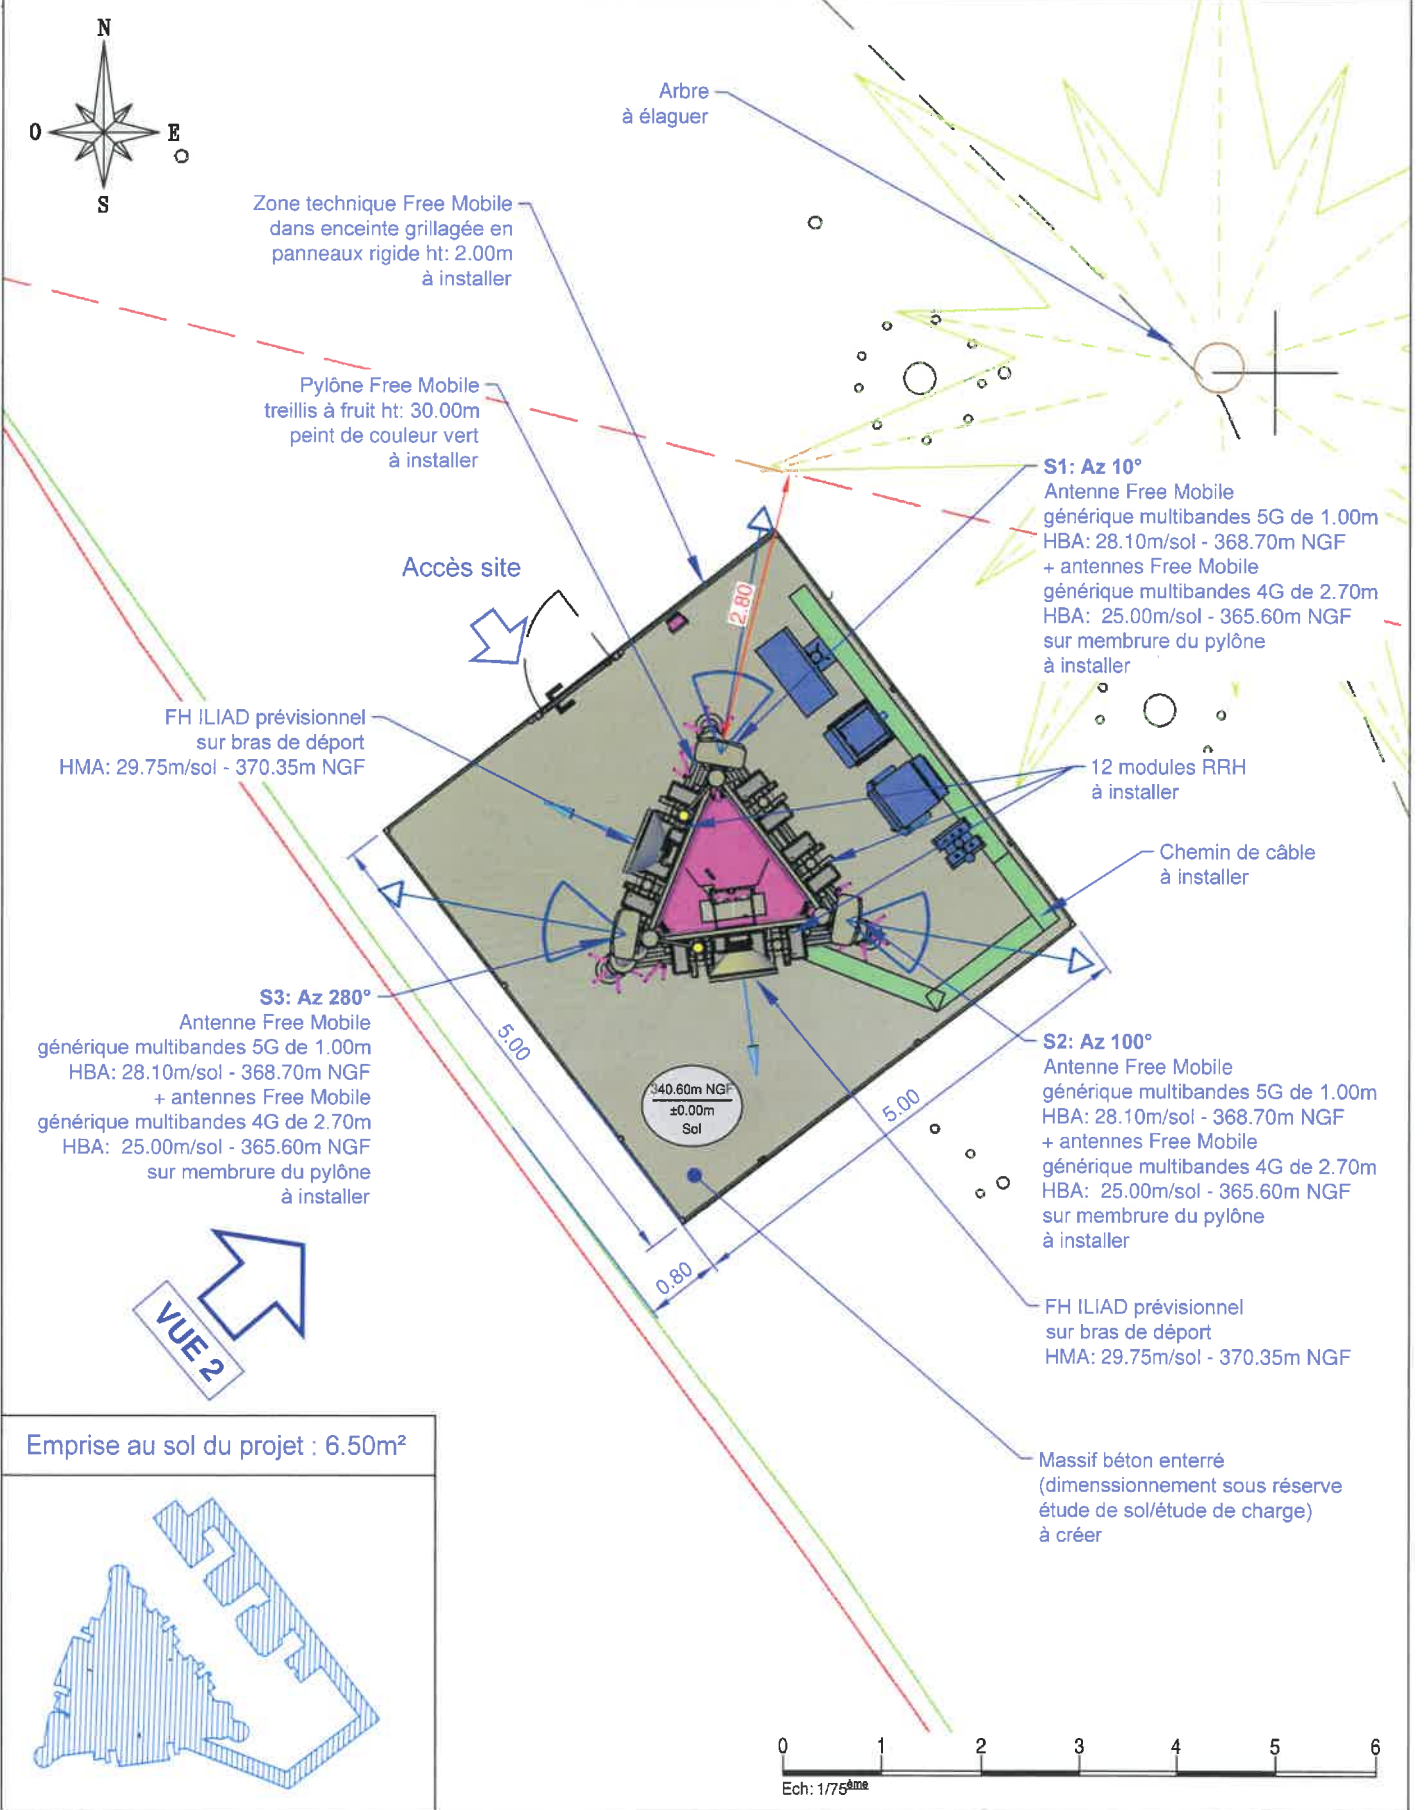 N
O
E
S
Arbre
à élaguer
Zone technique Free Mobile
dans enceinte grillagée en
panneaux rigide ht: 2.00m
à installer
Pylône Free Mobile
treillis à fruit ht: 30.00m
peint de couleur vert
à installer
Accès site
2.80
S1: Az 10°
Antenne Free Mobile
générique multibandes 5G de 1.00m
HBA: 28.10m/sol - 368.70m NGF
+ antennes Free Mobile
générique multibandes 4G de 2.70m
HBA: 25.00m/sol - 365.60m NGF
sur membrure du pylône
à installer
FH ILIAD prévisionnel
sur bras de déport
HMA: 29.75m/sol - 370.35m NGF
12 modules RRH
à installer
Chemin de câble
à installer
S3: Az 280°
Antenne Free Mobile
générique multibandes 5G de 1.00m
HBA: 28.10m/sol - 368.70m NGF
+ antennes Free Mobile
générique multibandes 4G de 2.70m
HBA: 25.00m/sol - 365.60m NGF
sur membrure du pylône
à installer
5.00
340.60m NGF
±0.00m
Sol
5.00
0.80
S2: Az 100°
Antenne Free Mobile
générique multibandes 5G de 1.00m
HBA: 28.10m/sol - 368.70m NGF
+ antennes Free Mobile
générique multibandes 4G de 2.70m
HBA: 25.00m/sol - 365.60m NGF
sur membrure du pylône
à installer
VUE 2
FH ILIAD prévisionnel
sur bras de déport
HMA: 29.75m/sol - 370.35m NGF
Massif béton enterré
(dimenssionnement sous réserve
étude de sol/étude de charge)
à créer
Emprise au sol du projet : 6.50m²
0 1 2 3 4 5 6
Ech: 1/75ème